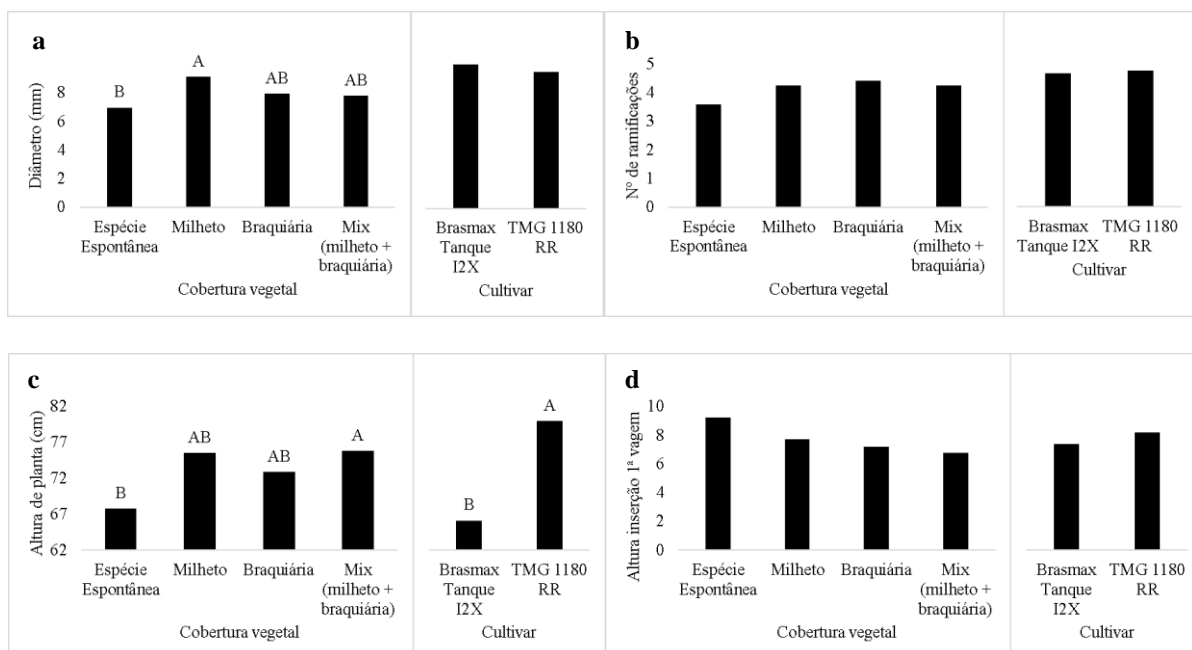 a
Diâmetro (mm)
8
6
4
2
0
B
A
AB
AB
Espécie
Espontânea
Milheto
Braquiária
Mix
(milheto +
braquiária)
Cobertura vegetal
Brasmax
Tanque
I2X
TMG 1180
RR
Cultivar
b
Nº de ramificações
5
4
3
2
1
0
Espécie
Espontânea
Milheto
Braquiária
Mix
(milheto +
braquiária)
Cobertura vegetal
Brasmax
Tanque I2X
TMG 1180
RR
Cultivar
c
Altura de planta (cm)
82
77
72
67
62
B
AB
AB
A
Espécie
Espontânea
Milheto
Braquiária
Mix
(milheto +
braquiária)
Cobertura vegetal
B
A
Brasmax
Tanque
I2X
TMG 1180
RR
Cultivar
d
Altura inserção 1ª vagem
10
8
6
4
2
0
Espécie
Espontânea
Milheto
Braquiária
Mix
(milheto +
braquiária)
Cobertura vegetal
Brasmax
Tanque
I2X
TMG 1180
RR
Cultivar